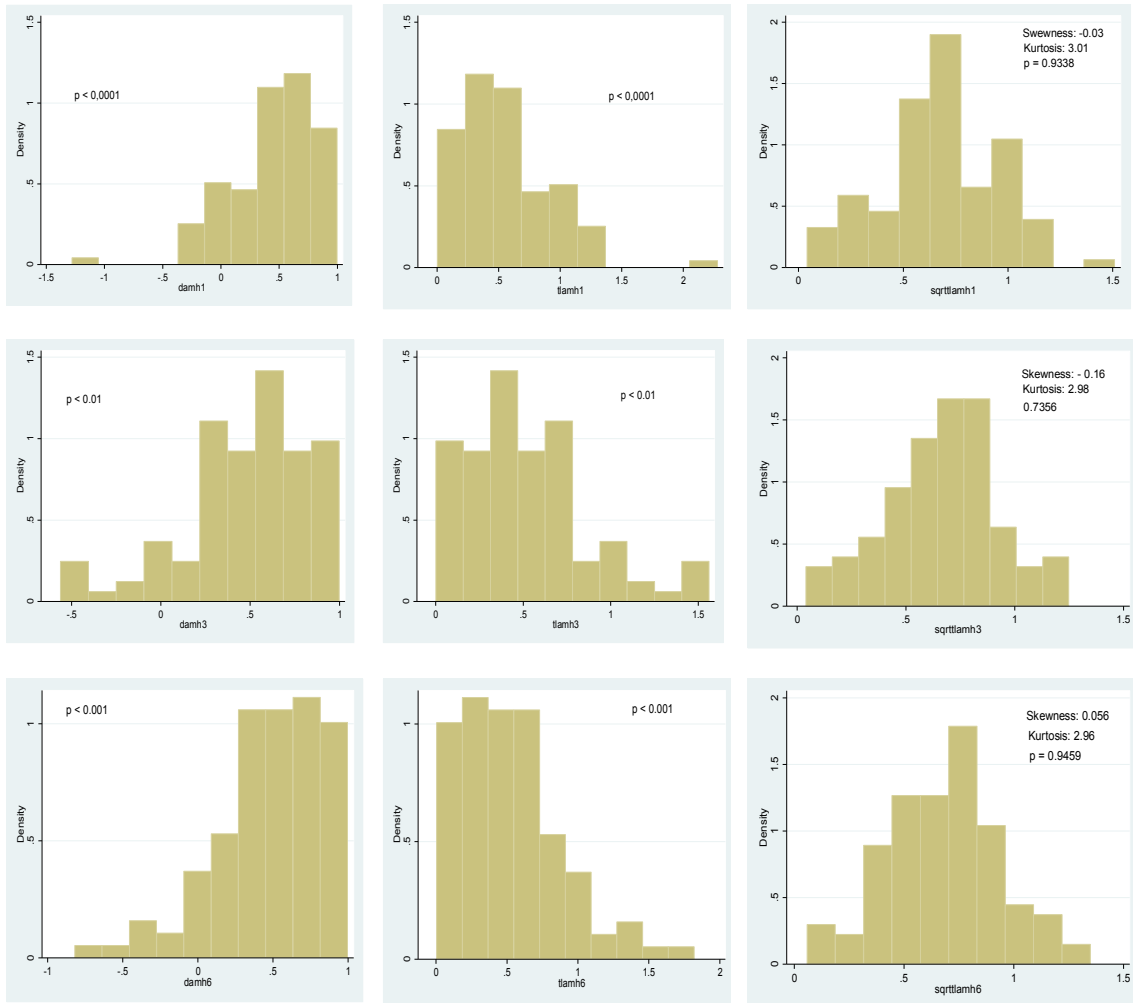 1.5
1
.5
0
Density
p < 0,0001
-1.5 -1 -.5 0 .5 1
damh1
1.5
1
.5
0
Density
p < 0,0001
0 .5 1 1.5 2
tlamh1
2
1.5
1
.5
0
Density
Swewness: -0.03
Kurtosis: 3.01
p = 0.9338
0 .5 1 1.5
sqrttlamh1
1.5
1
.5
0
Density
p < 0.01
-.5 0 .5 1
damh3
1.5
1
.5
0
Density
p < 0.01
0 .5 1 1.5
tlamh3
2
1.5
1
.5
0
Density
Skewness: - 0.16
Kurtosis: 2.98
0.7356
0 .5 1 1.5
sqrttlamh3
1
.5
0
Density
p < 0.001
-1 -.5 0 .5 1
damh6
1
.5
0
Density
p < 0.001
0 .5 1 1.5 2
tlamh6
2
1.5
1
.5
0
Density
Skewness: 0.056
Kurtosis: 2.96
p = 0.9459
0 .5 1 1.5
sqrttlamh6